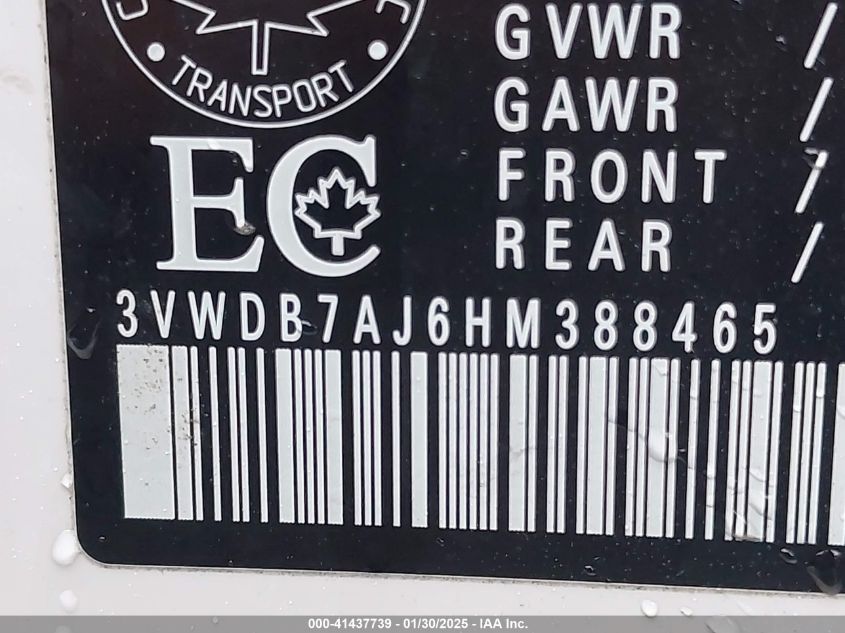 TRANSPORT
EC
GVWR /
GAWR /
FRONT /
REAR /
3VWDB7AJ6HM388465
000-41437739 - 01/30/2025 - IAA Inc.